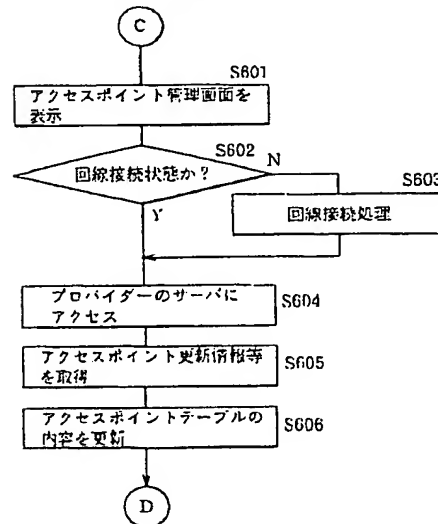 C
S601
アクセスポイント管理画面を
表示
S602
回線接続状態か？
N
Y
S603
回線接続処理
プロバイダーのサーバに
アクセス
S604
アクセスポイント更新情報等
を取得
S605
アクセスポイントテーブルの
内容を更新
S606
D